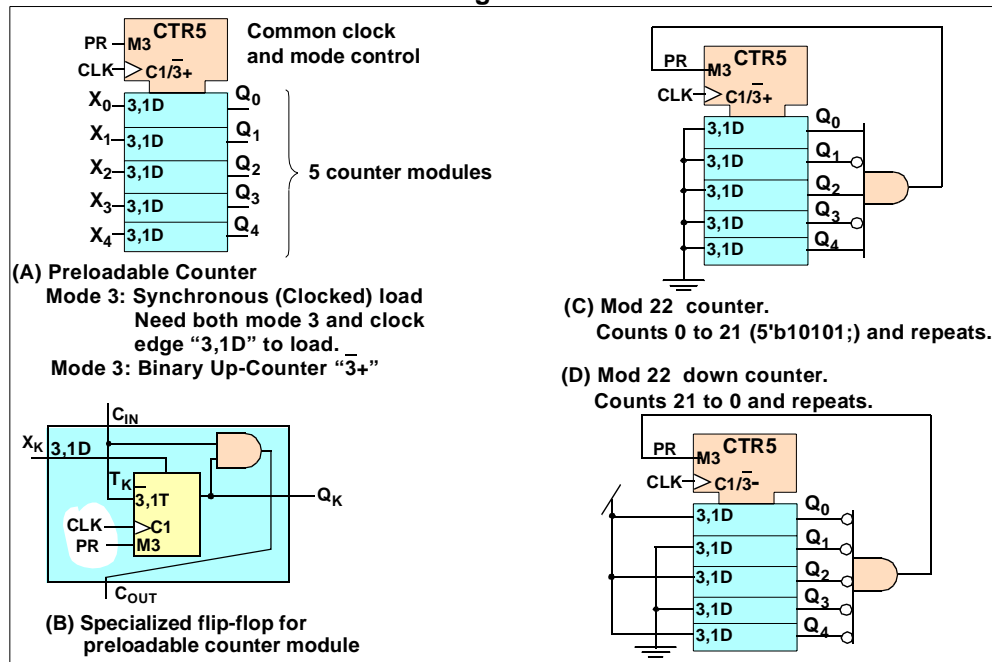 CTR5
PR M3
CLK C1/3̅+
Common clock
and mode control
X0 3,1D Q0
X1 3,1D Q1
X2 3,1D Q2
X3 3,1D Q3
X4 3,1D Q4
5 counter modules
(A) Preloadable Counter
Mode 3: Synchronous (Clocked) load
Need both mode 3 and clock
edge “3,1D” to load.
Mode 3: Binary Up-Counter “3̅+”
CIN
XK 3,1D
TK
3̅,1T
QK
CLK C1
PR M3
COUT
(B) Specialized flip-flop for
preloadable counter module
CTR5
PR M3
CLK C1/3̅+
3,1D Q0
3,1D Q1
3,1D Q2
3,1D Q3
3,1D Q4
(C) Mod 22 counter.
Counts 0 to 21 (5'b10101;) and repeats.
(D) Mod 22 down counter.
Counts 21 to 0 and repeats.
CTR5
PR M3
CLK C1/3̅-
3,1D Q0
3,1D Q1
3,1D Q2
3,1D Q3
3,1D Q4